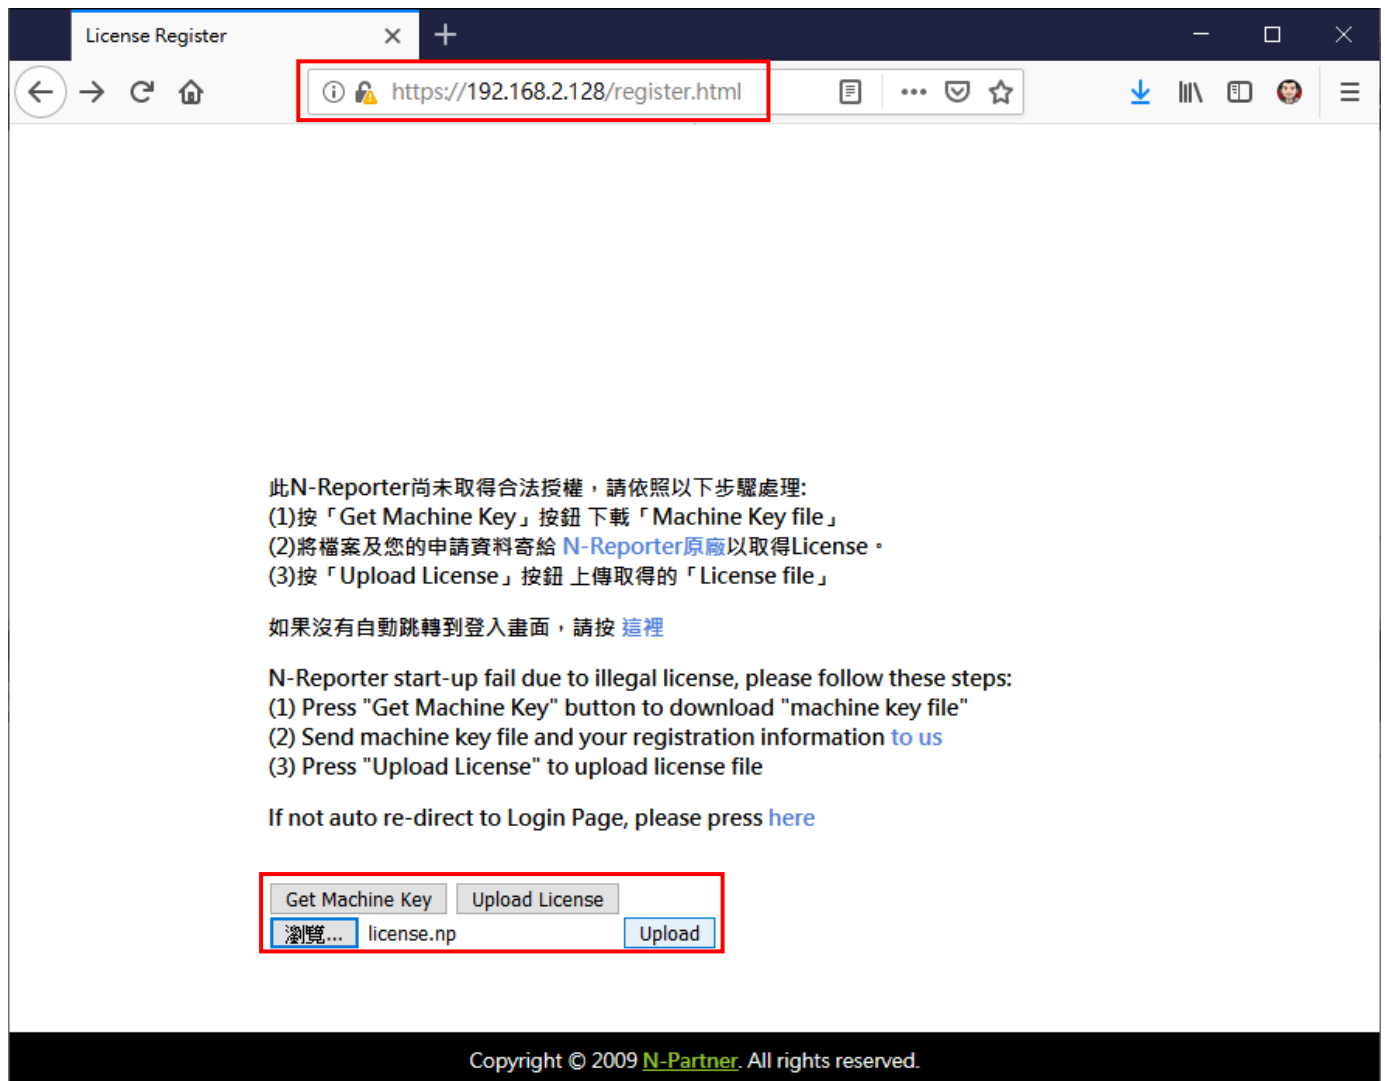 License Register
https://192.168.2.128/register.html
此N-Reporter尚未取得合法授權，請依照以下步驟處理:
(1)按「Get Machine Key」按鈕 下載「Machine Key file」
(2)將檔案及您的申請資料寄給 N-Reporter原廠以取得License。
(3)按「Upload License」按鈕 上傳取得的「License file」
如果沒有自動跳轉到登入畫面，請按 這裡
N-Reporter start-up fail due to illegal license, please follow these steps:
(1) Press "Get Machine Key" button to download "machine key file"
(2) Send machine key file and your registration information to us
(3) Press "Upload License" to upload license file
If not auto re-direct to Login Page, please press here
Get Machine Key Upload License
瀏覽... license.np Upload
Copyright © 2009 N-Partner. All rights reserved.